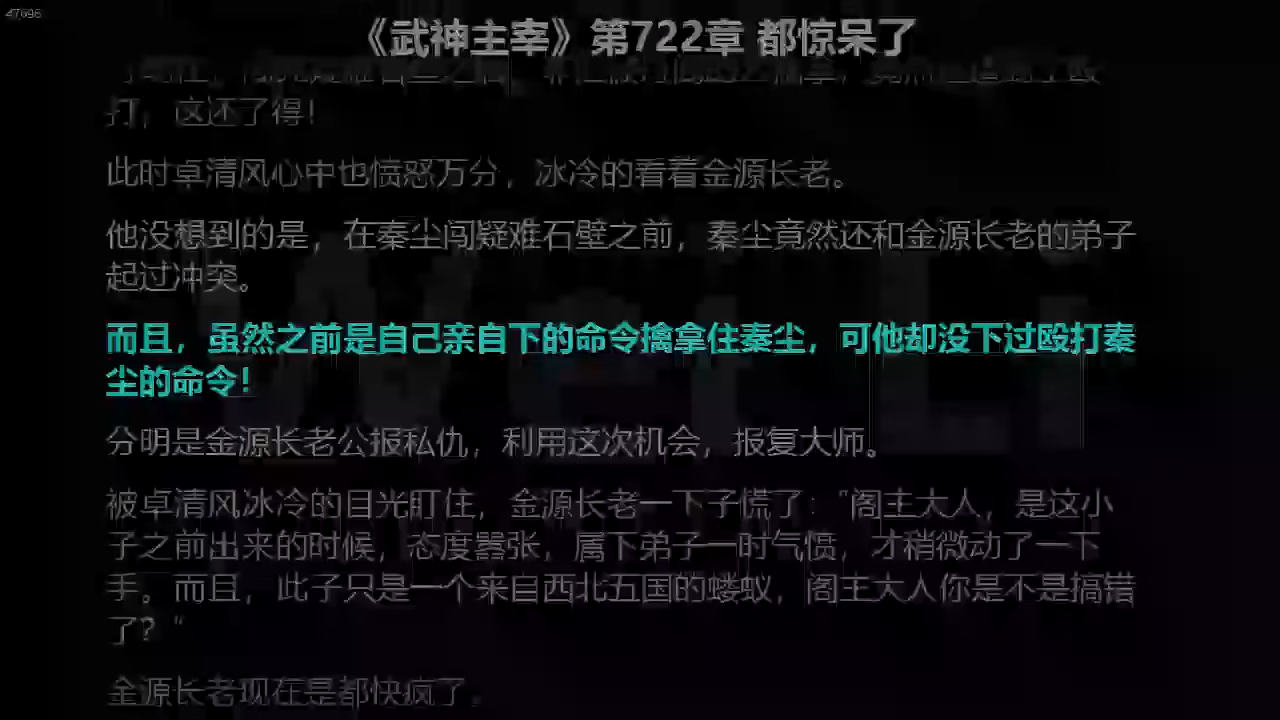 47696
《武神主宰》第722章 都惊呆了
打，这还了得！
此时卓清风心中也愤怒万分，冰冷的看着金源长老。
他没想到的是，在秦尘闯疑难石壁之前，秦尘竟然还和金源长老的弟子
起过冲突。
而且，虽然之前是自己亲自下的命令擒拿住秦尘，可他却没下过殴打秦
尘的命令！
分明是金源长老公报私仇，利用这次机会，报复大师。
被卓清风冰冷的目光盯住，金源长老一下子慌了：“阁主大人，是这小
子之前出来的时候，态度嚣张，属下弟子一时气愤，才稍微动了一下
手。而且，此子只是一个来自西北五国的蝼蚁，阁主大人你是不是搞错
了？”
金源长老现在是都快疯了。